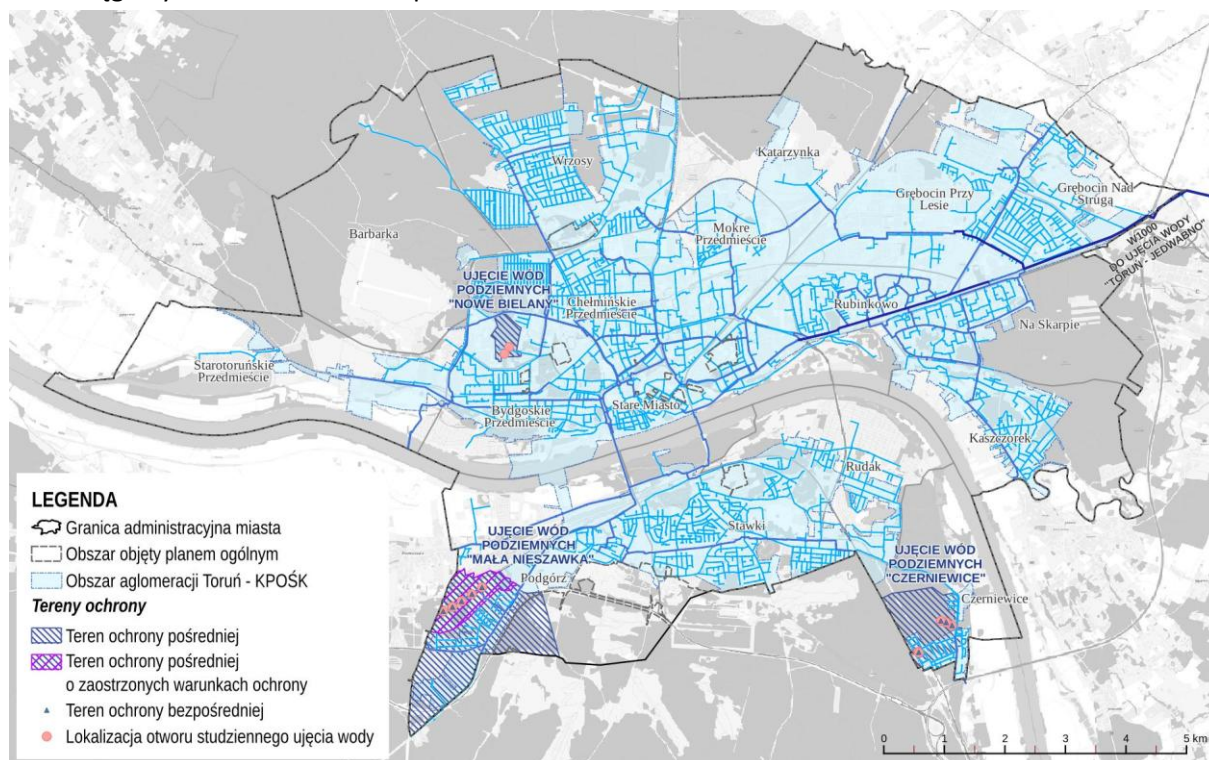 Wrzosy
Katarzynka
Grębocin Przy
Lesie
Grębocin Nad
Strugą
Mokre
Przedmieście
Barbarka
W1000
DO UJĘCIA WODY
"TORUŃ - JEDWABNO"
UJĘCIE WÓD
PODZIEMNYCH
"NOWE BIELANY"
Chełmińskie
Przedmieście
Rubinkowo
Na Skarpie
Starotoruńskie
Przedmieście
Bydgoskie
Przedmieście
Stare Miasto
Kaszczorek
Rudak
Stawki
UJĘCIE WÓD
PODZIEMNYCH
"MAŁA NIESZAWKA"
Podgórz
UJĘCIE WÓD
PODZIEMNYCH
"CZERNIEWICE"
Czerniewice
LEGENDA
Granica administracyjna miasta
Obszar objęty planem ogólnym
Obszar aglomeracji Toruń - KPOŚK
Tereny ochrony
Teren ochrony pośredniej
Teren ochrony pośredniej
o zaostrzonych warunkach ochrony
Teren ochrony bezpośredniej
Lokalizacja otworu studziennego ujęcia wody
0 1 2 3 4 5 km